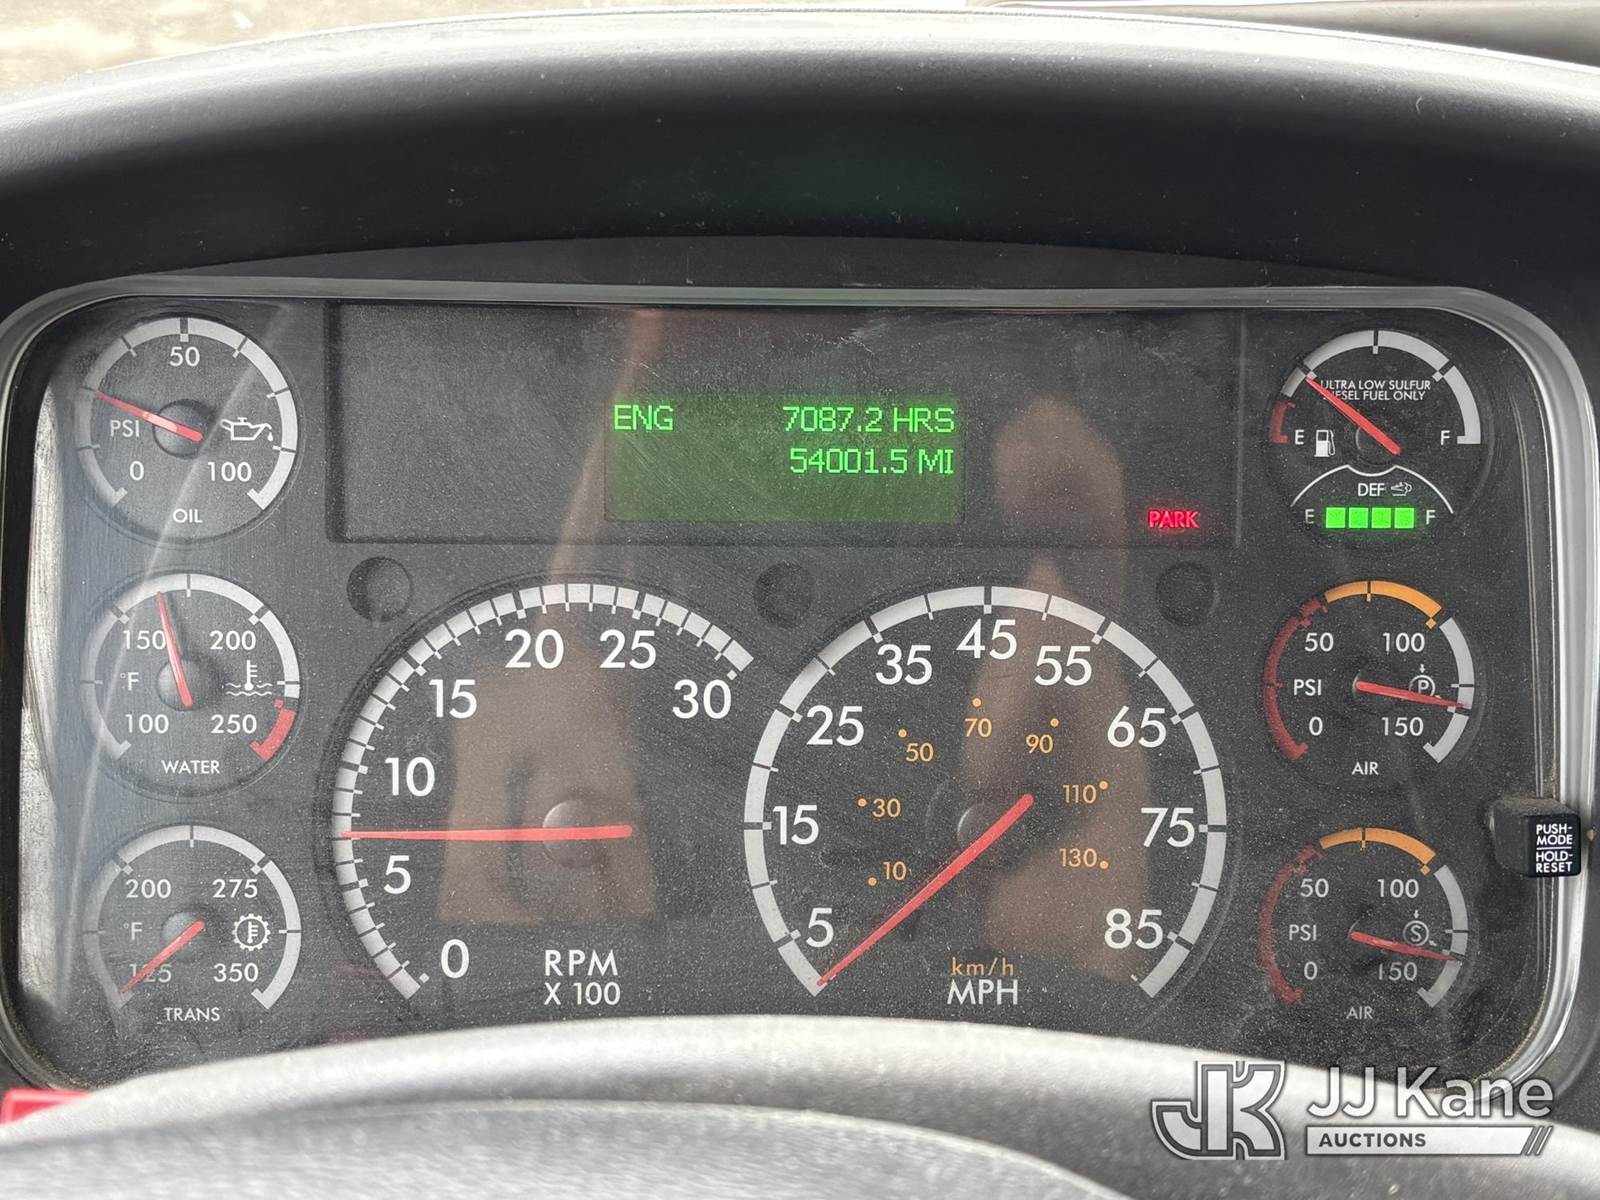 50
PSI
0
100
OIL
ENG 7087.2 HRS
54001.5 MI
PARK
ULTRA LOW SULFUR
DIESEL FUEL ONLY
E F
DEF
E F
150 200
°F
100 250
WATER
200 275
°F
125 350
TRANS
0
5
10
15
20
25
30
RPM
X 100
5
15
25
35
45
55
65
75
85
10
30
50
70
90
110
130
km/h
MPH
50 100
PSI P
0 150
AIR
50 100
PSI S
0 150
AIR
PUSH-
MODE
HOLD-
RESET
JK
JJ Kane
AUCTIONS